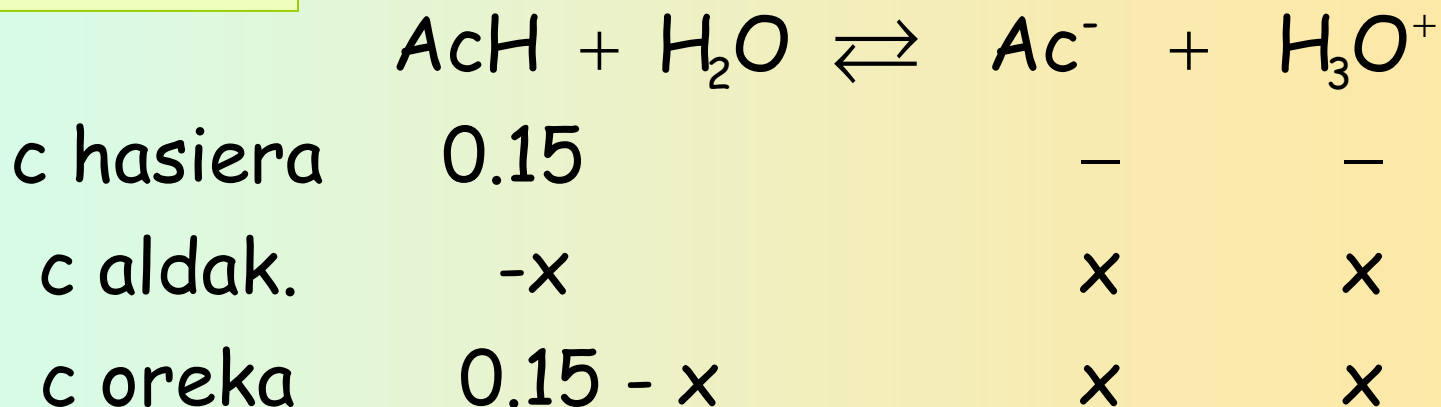 AcH + H₂O ⇄ Ac⁻ + H₃O⁺
c hasiera 0.15 – –
c aldak. -x x x
c oreka 0.15 - x x x